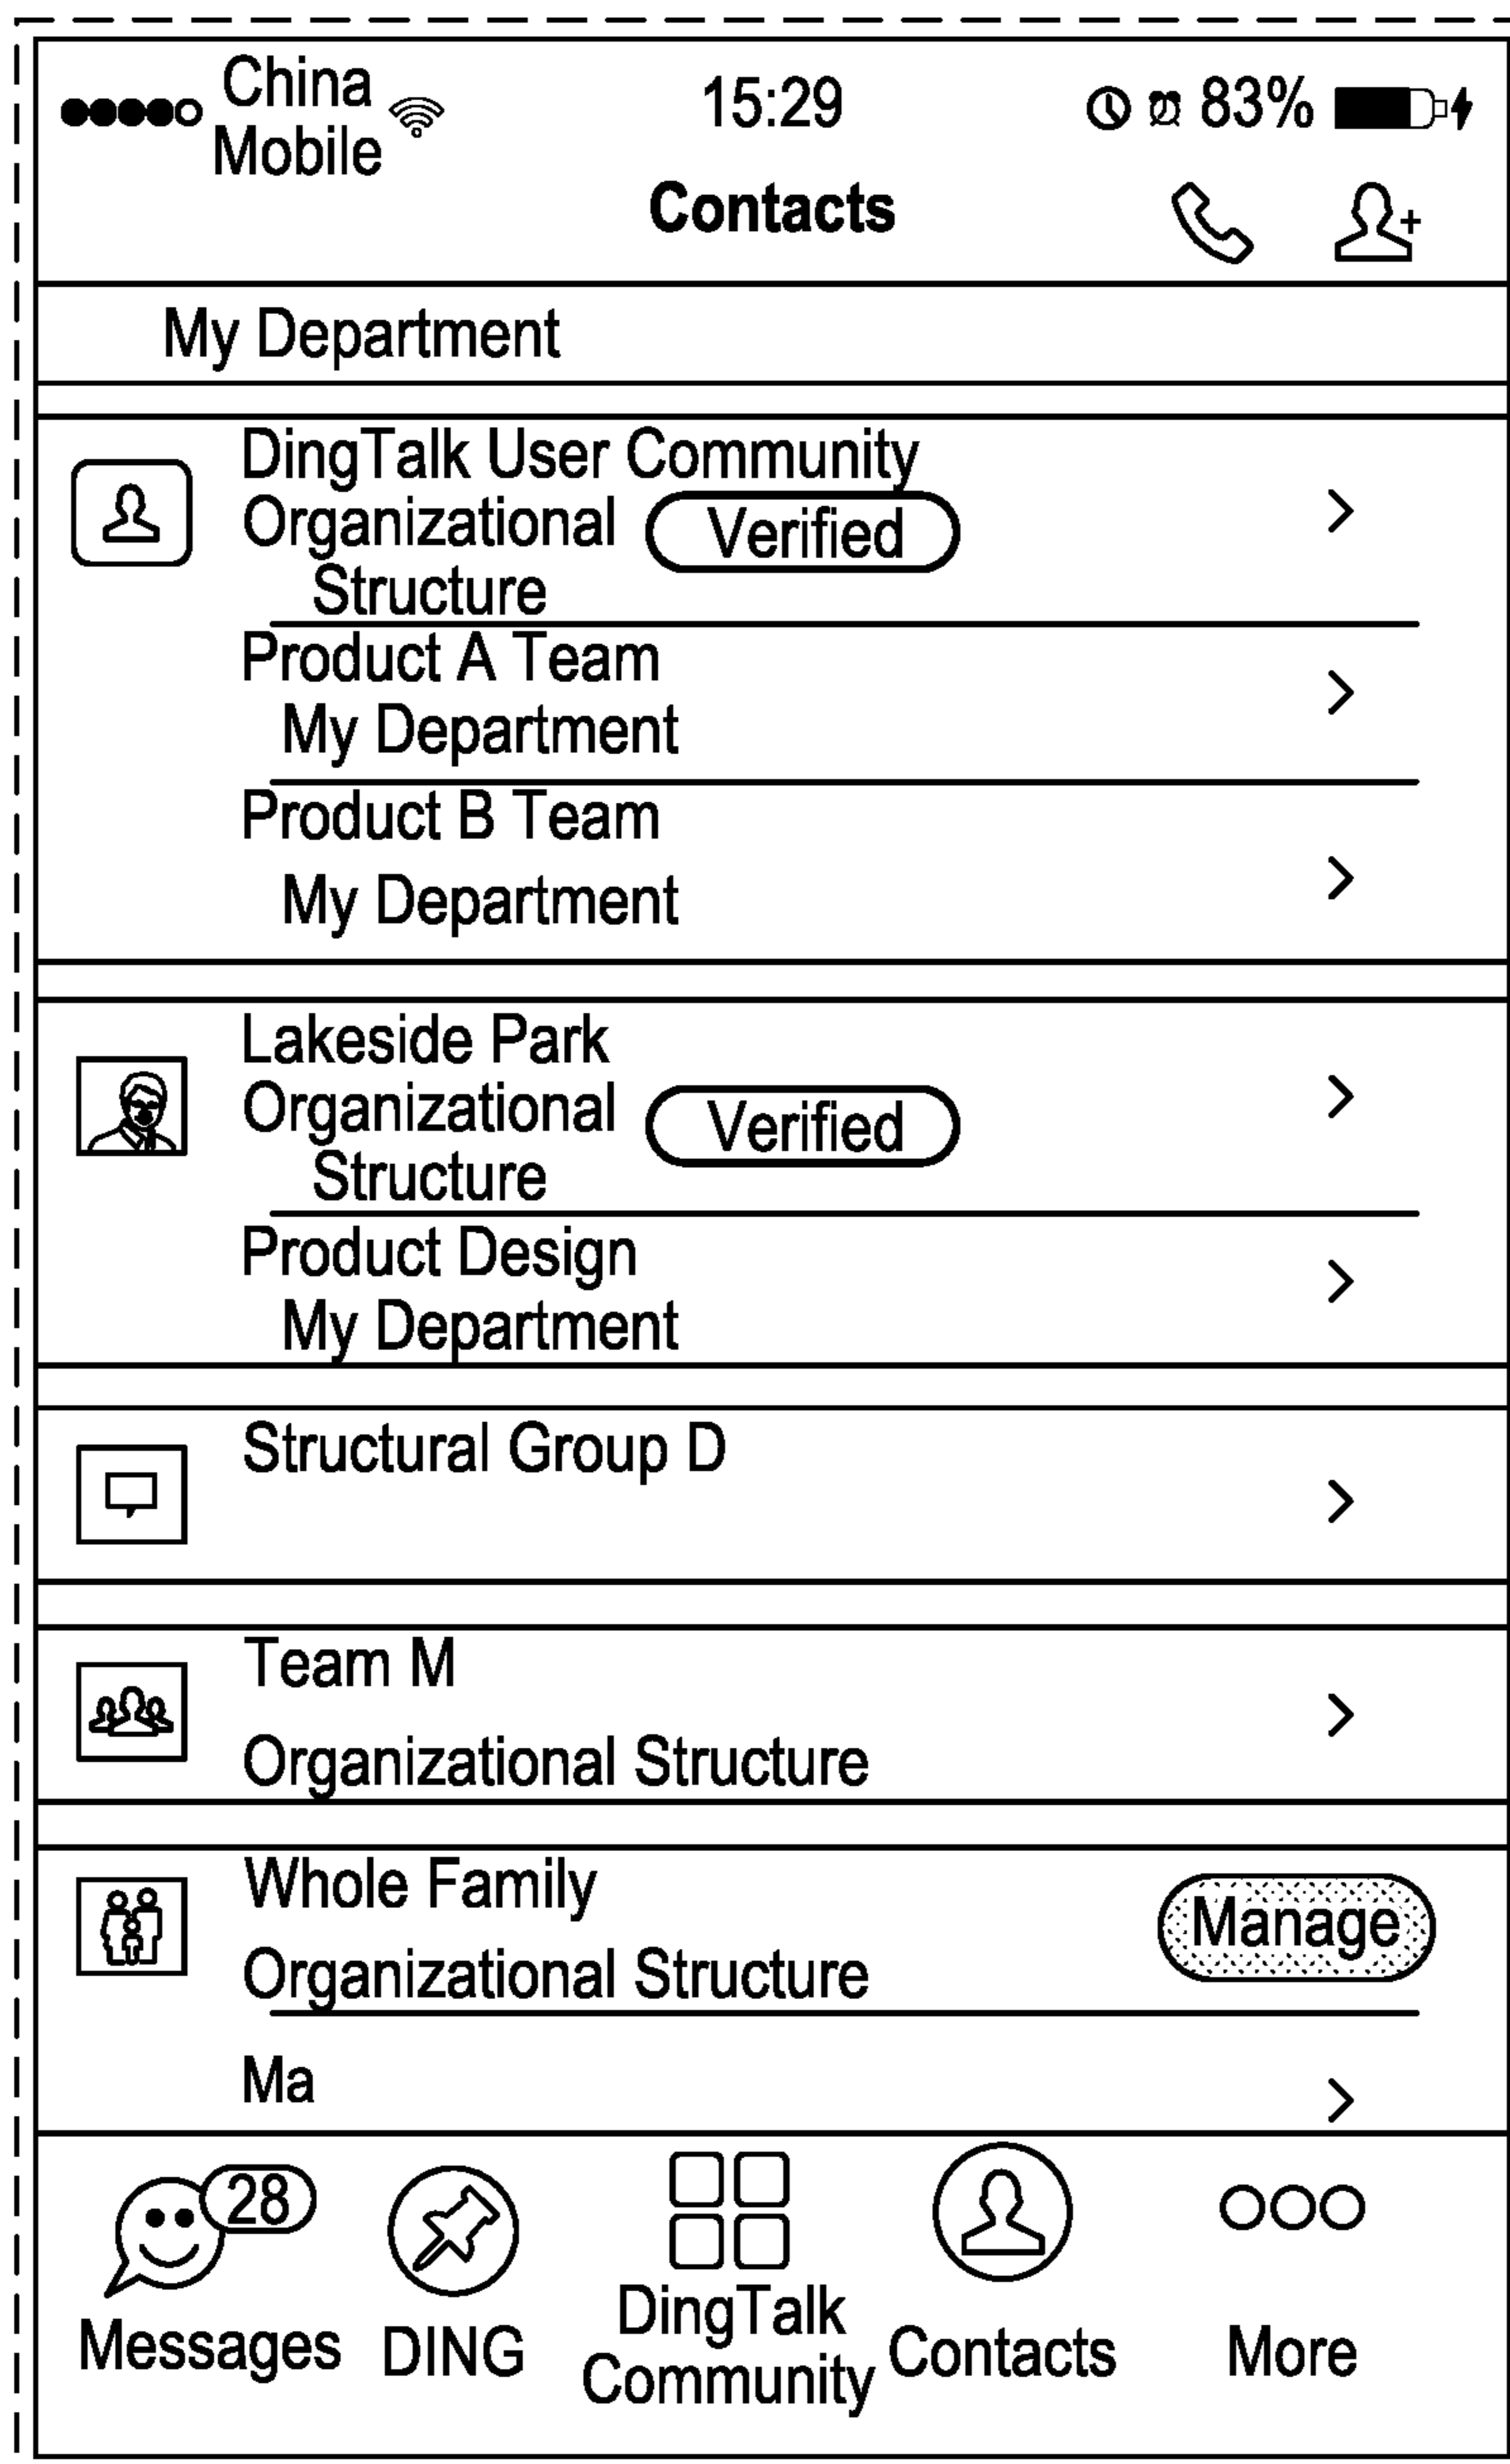 China
Mobile
15:29
83%
Contacts
My Department
DingTalk User Community
Organizational
Structure
Verified
Product A Team
My Department
Product B Team
My Department
Lakeside Park
Organizational
Structure
Verified
Product Design
My Department
Structural Group D
Team M
Organizational Structure
Whole Family
Organizational Structure
Manage
Ma
28
Messages
DING
DingTalk
Community
Contacts
More